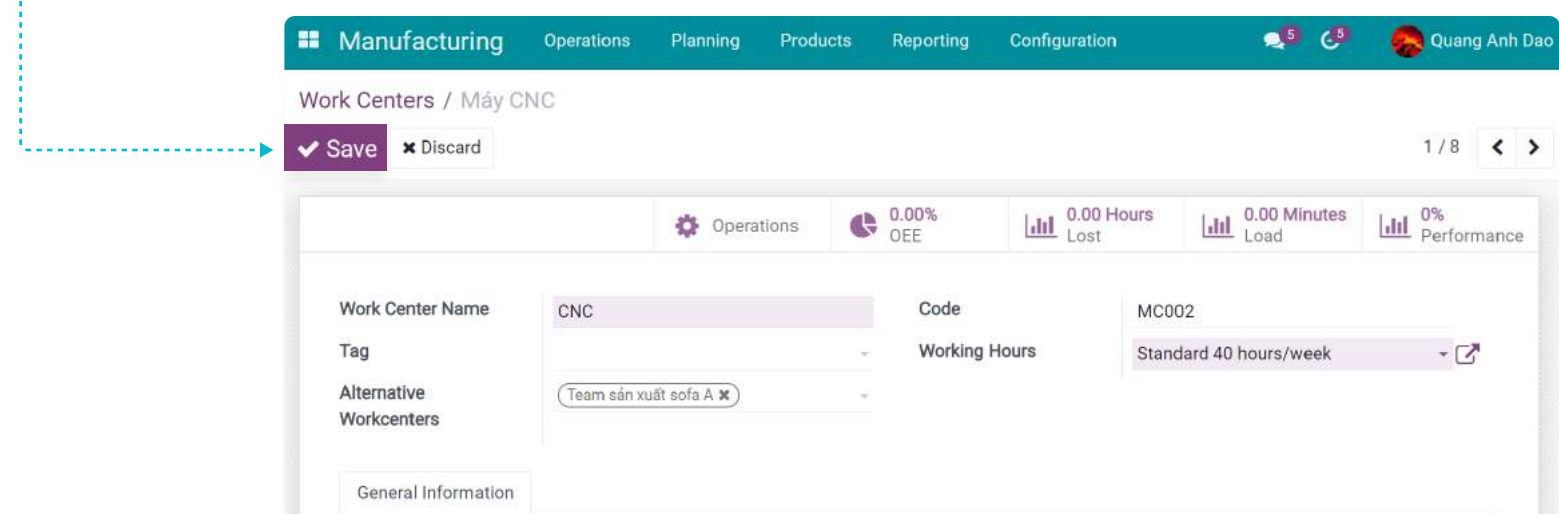 Manufacturing Operations Planning Products Reporting Configuration 5 5 Quang Anh Dao
Work Centers / Máy CNC
Save Discard 1 / 8
Operations
0.00% OEE
0.00 Hours Lost
0.00 Minutes Load
0% Performance
Work Center Name CNC Code MC002
Tag Working Hours Standard 40 hours/week
Alternative Workcenters Team sản xuất sofa A
General Information